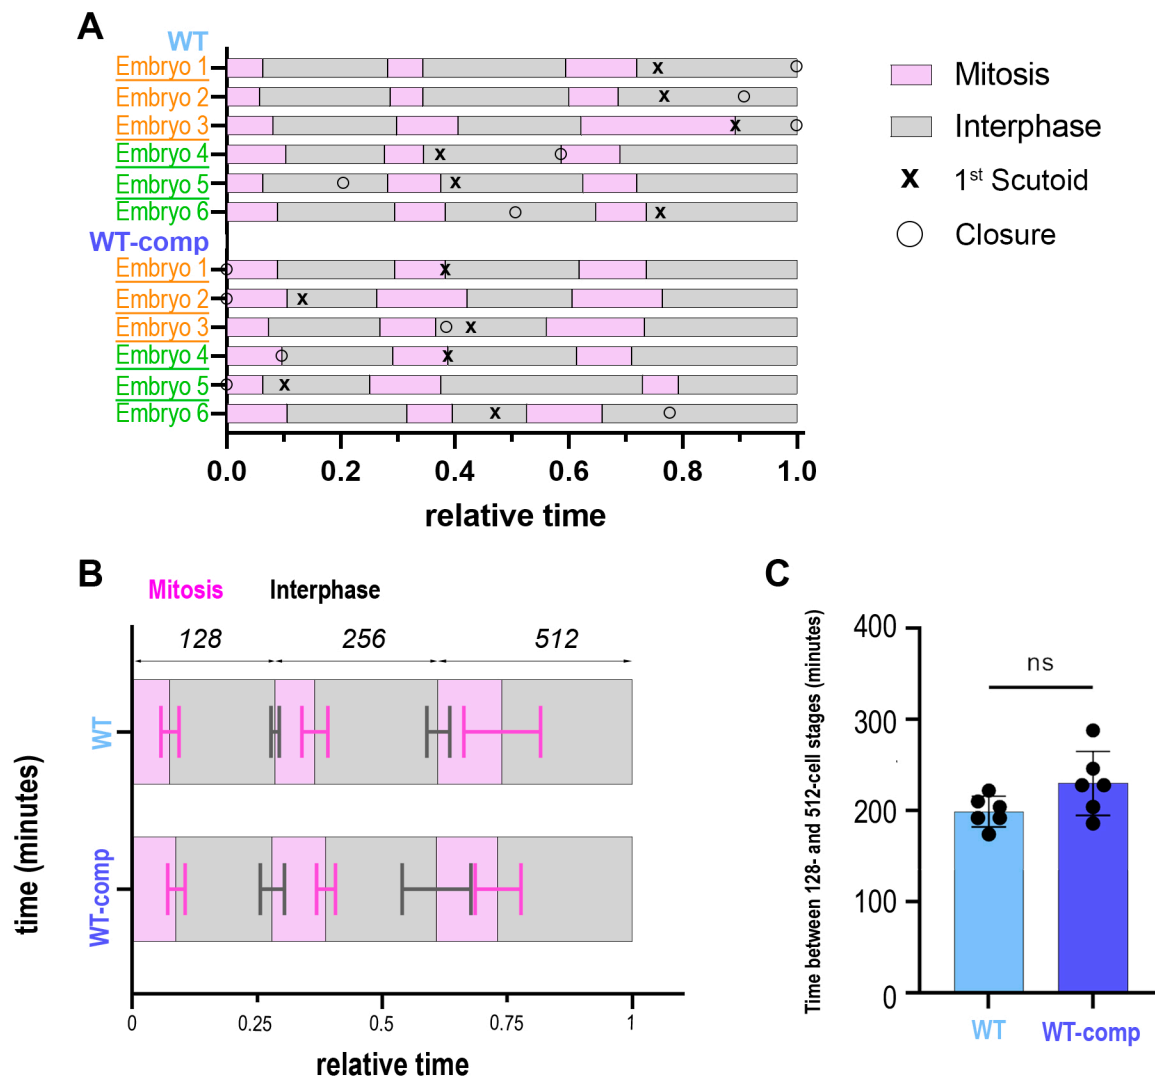 A
WT
Embryo 1
Embryo 2
Embryo 3
Embryo 4
Embryo 5
Embryo 6
WT-comp
Embryo 1
Embryo 2
Embryo 3
Embryo 4
Embryo 5
Embryo 6
0.0 0.2 0.4 0.6 0.8 1.0
relative time
Mitosis
Interphase
X 1st Scutoid
Closure
B
Mitosis Interphase
128 256 512
WT
WT-comp
time (minutes)
0 0.25 0.5 0.75 1
relative time
C
Time between 128- and 512-cell stages (minutes)
400
300
200
100
0
ns
WT WT-comp